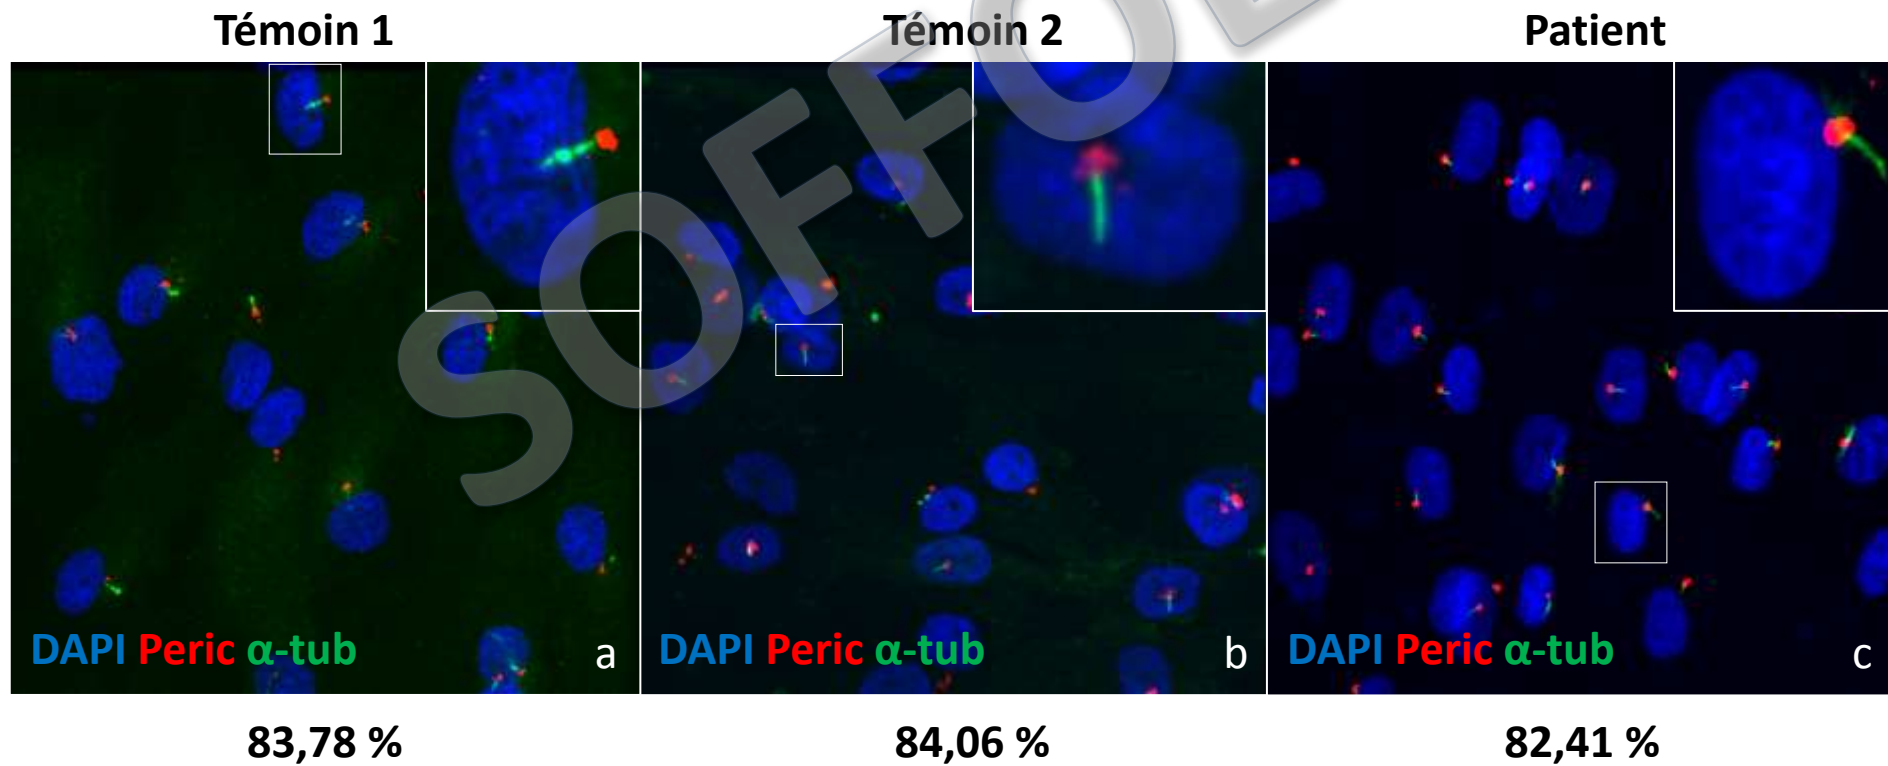 Témoin 1
Témoin 2
Patient
DAPI Peric α-tub
a
DAPI Peric α-tub
b
DAPI Peric α-tub
c
83,78 %
84,06 %
82,41 %